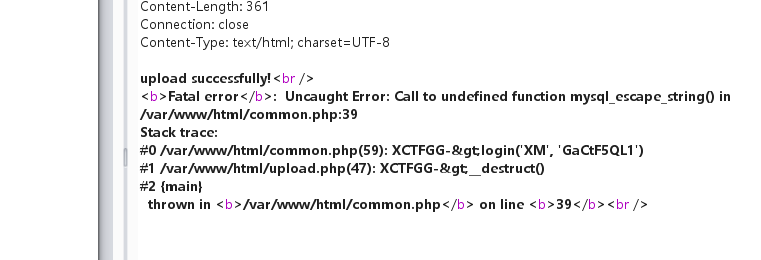 Content-Length: 361
Connection: close
Content-Type: text/html; charset=UTF-8
upload successfully!<br />
<b>Fatal error</b>:  Uncaught Error: Call to undefined function mysql_escape_string() in
/var/www/html/common.php:39
Stack trace:
#0 /var/www/html/common.php(59): XCTFGG-&gt;login('XM', 'GaCtF5QL1')
#1 /var/www/html/upload.php(47): XCTFGG-&gt;__destruct()
#2 {main}
  thrown in <b>/var/www/html/common.php</b> on line <b>39</b><br />